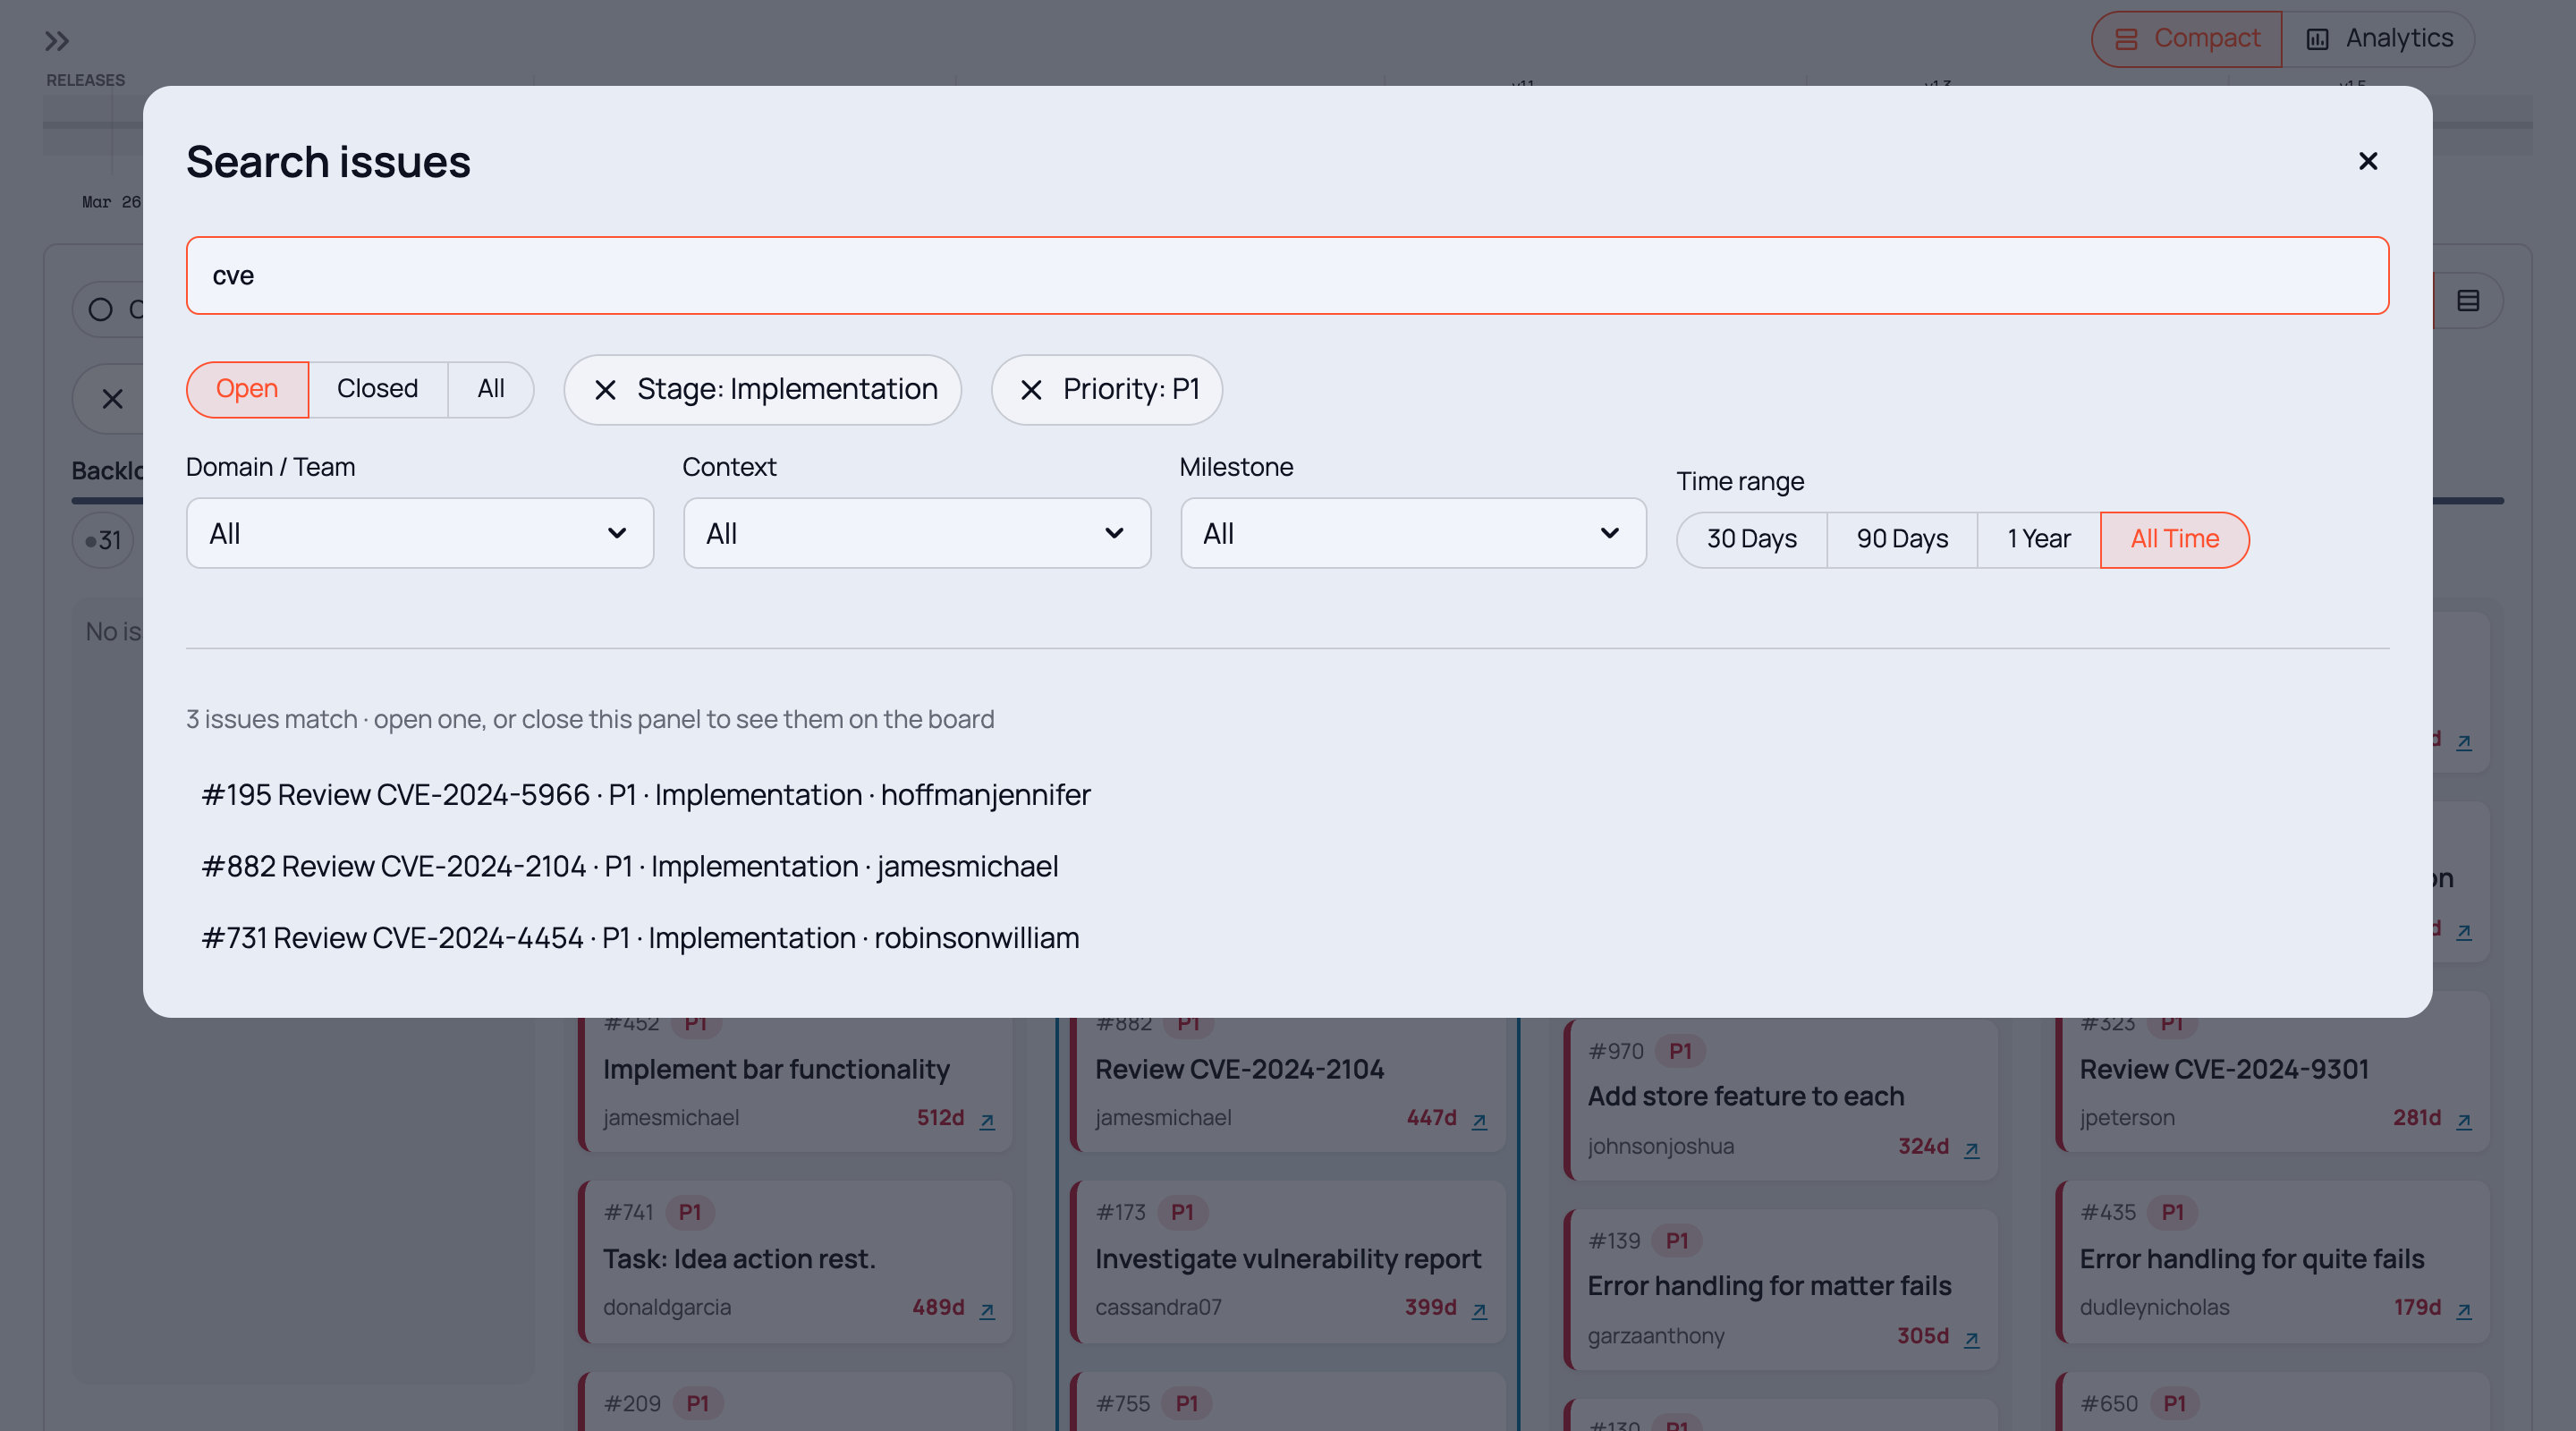 Compact Analytics
RELEASES
Mar 26
Search issues
cve
Open Closed All Stage: Implementation Priority: P1
Domain / Team Context Milestone Time range
All All All 30 Days 90 Days 1 Year All Time
31
3 issues match · open one, or close this panel to see them on the board
#195 Review CVE-2024-5966 · P1 · Implementation · hoffmanjennifer
#882 Review CVE-2024-2104 · P1 · Implementation · jamesmichael
#731 Review CVE-2024-4454 · P1 · Implementation · robinsonwilliam
#452 P1
Implement bar functionality
jamesmichael 512d
#741 P1
Task: Idea action rest.
donaldgarcia 489d
#209 P1
#882 P1
Review CVE-2024-2104
jamesmichael 447d
#173 P1
Investigate vulnerability report
cassandra07 399d
#755 P1
#970 P1
Add store feature to each
johnsonjoshua 324d
#139 P1
Error handling for matter fails
garzaanthony 305d
#323 P1
Review CVE-2024-9301
jpeterson 281d
#435 P1
Error handling for quite fails
dudleynicholas 179d
#650 P1